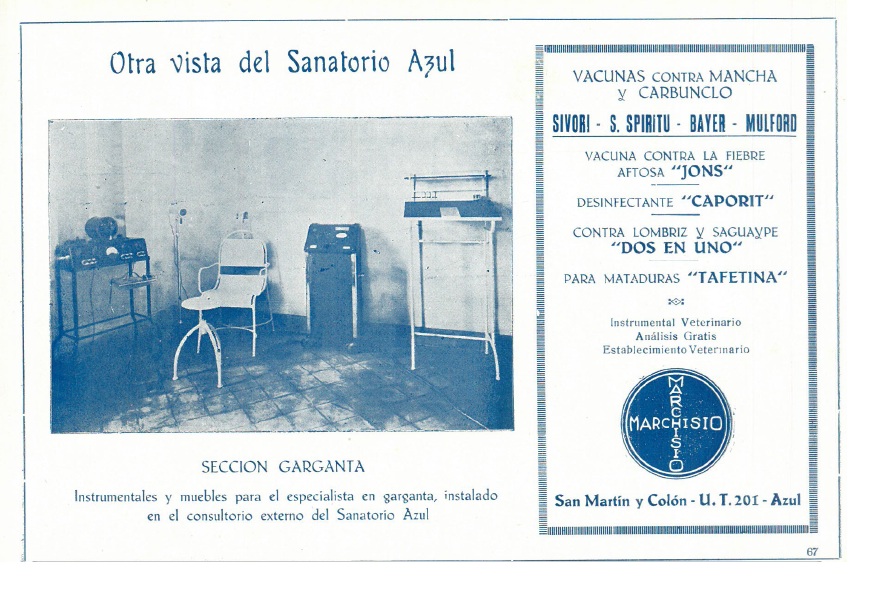 Otra vista del Sanatorio Azul
SECCION GARGANTA
Instrumentales y muebles para el especialista en garganta, instalado
en el consultorio externo del Sanatorio Azul
VACUNAS CONTRA MANCHA
y CARBUNCLO
SIVORI - S. SPIRITU - BAYER - MULFORD
VACUNA CONTRA LA FIEBRE
AFTOSA "JONS"
DESINFECTANTE "CAPORIT"
CONTRA LOMBRIZ y SAGUAYPE
"DOS EN UNO"
PARA MATADURAS "TAFETINA"
Instrumental Veterinario
Análisis Gratis
Establecimiento Veterinario
MARCHISIO
MARCHISIO
San Martín y Colón - U. T. 201 - Azul
67